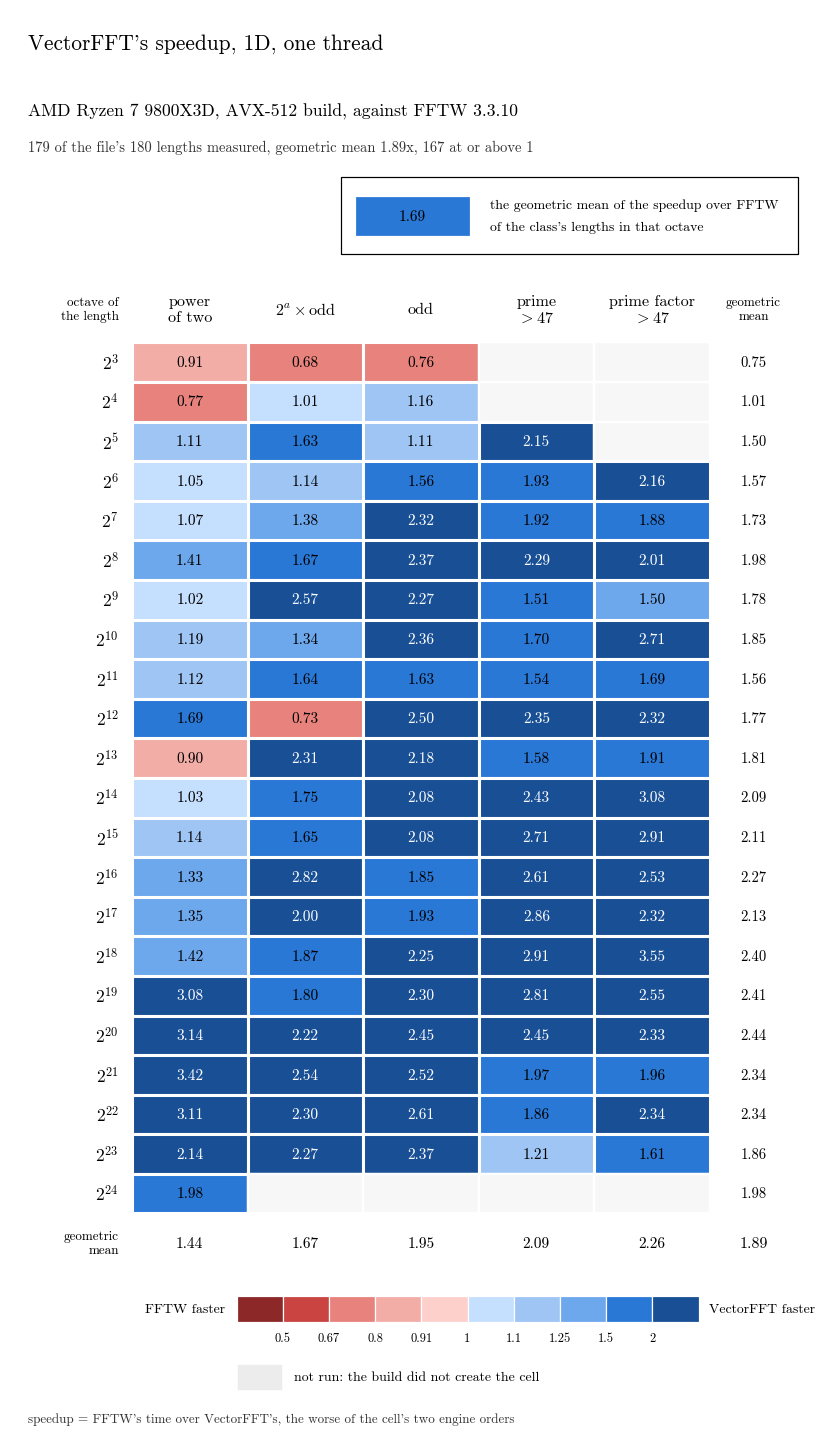 VectorFFT's speedup, 1D, one thread
AMD Ryzen 7 9800X3D, AVX-512 build, against FFTW 3.3.10
179 of the file's 180 lengths measured, geometric mean 1.89x, 167 at or above 1
1.69
the geometric mean of the speedup over FFTW
of the class's lengths in that octave
octave of
the length
power
of two
2^a × odd
odd
prime
> 47
prime factor
> 47
geometric
mean
2^3 0.91 0.68 0.76 0.75
2^4 0.77 1.01 1.16 1.01
2^5 1.11 1.63 1.11 2.15 1.50
2^6 1.05 1.14 1.56 1.93 2.16 1.57
2^7 1.07 1.38 2.32 1.92 1.88 1.73
2^8 1.41 1.67 2.37 2.29 2.01 1.98
2^9 1.02 2.57 2.27 1.51 1.50 1.78
2^10 1.19 1.34 2.36 1.70 2.71 1.85
2^11 1.12 1.64 1.63 1.54 1.69 1.56
2^12 1.69 0.73 2.50 2.35 2.32 1.77
2^13 0.90 2.31 2.18 1.58 1.91 1.81
2^14 1.03 1.75 2.08 2.43 3.08 2.09
2^15 1.14 1.65 2.08 2.71 2.91 2.11
2^16 1.33 2.82 1.85 2.61 2.53 2.27
2^17 1.35 2.00 1.93 2.86 2.32 2.13
2^18 1.42 1.87 2.25 2.91 3.55 2.40
2^19 3.08 1.80 2.30 2.81 2.55 2.41
2^20 3.14 2.22 2.45 2.45 2.33 2.44
2^21 3.42 2.54 2.52 1.97 1.96 2.34
2^22 3.11 2.30 2.61 1.86 2.34 2.34
2^23 2.14 2.27 2.37 1.21 1.61 1.86
2^24 1.98 1.98
geometric
mean
1.44 1.67 1.95 2.09 2.26 1.89
FFTW faster
VectorFFT faster
0.5 0.67 0.8 0.91 1 1.1 1.25 1.5 2
not run: the build did not create the cell
speedup = FFTW's time over VectorFFT's, the worse of the cell's two engine orders